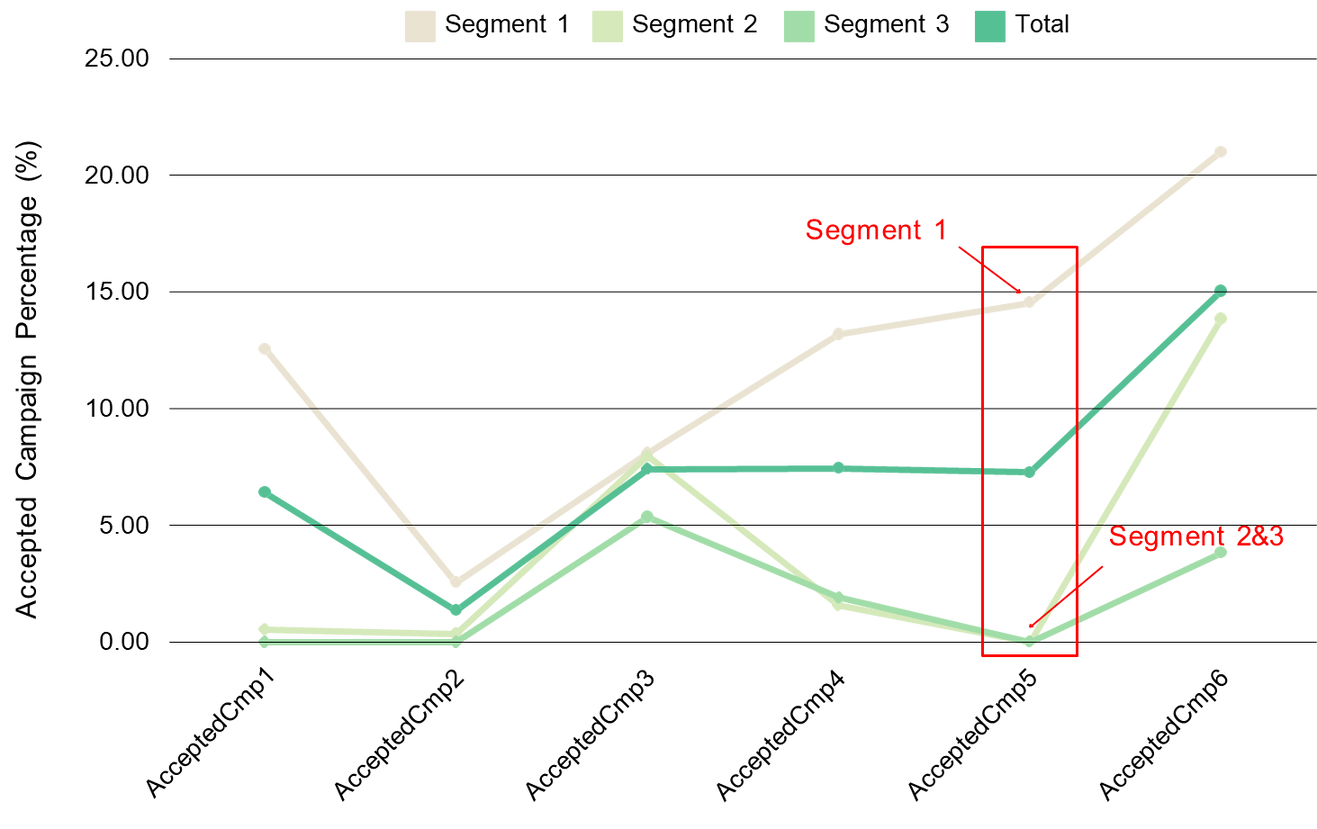 Segment 1
Segment 2
Segment 3
Total
Accepted Campaign Percentage (%)
25.00
20.00
15.00
10.00
5.00
0.00
Segment 1
Segment 2&3
AcceptedCmp1
AcceptedCmp2
AcceptedCmp3
AcceptedCmp4
AcceptedCmp5
AcceptedCmp6